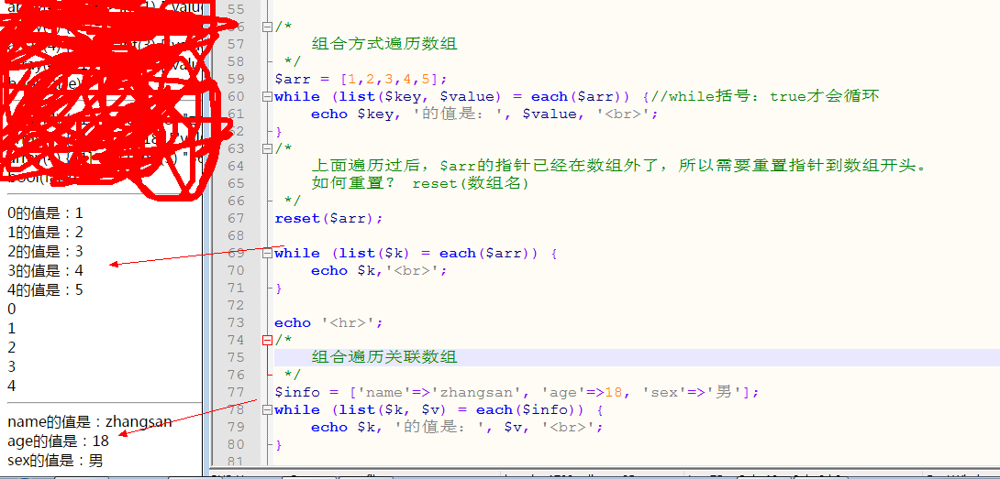 0的值是：1
1的值是：2
2的值是：3
3的值是：4
4的值是：5
0
1
2
3
4
name的值是：zhangsan
age的值是：18
sex的值是：男
55
56 /*
57 组合方式遍历数组
58 */
59 $arr = [1,2,3,4,5];
60 while (list($key, $value) = each($arr)) {//while括号：true才会循环
61 echo $key, '的值是：', $value, '<br>';
62 }
63 /*
64 上面遍历过后，$arr的指针已经在数组外了，所以需要重置指针到数组开头。
65 如何重置？ reset(数组名)
66 */
67 reset($arr);
68
69 while (list($k) = each($arr)) {
70 echo $k,'<br>';
71 }
72
73 echo '<hr>';
74 /*
75 组合遍历关联数组
76 */
77 $info = ['name'=>'zhangsan', 'age'=>18, 'sex'=>'男'];
78 while (list($k, $v) = each($info)) {
79 echo $k, '的值是：', $v, '<br>';
80 }
81